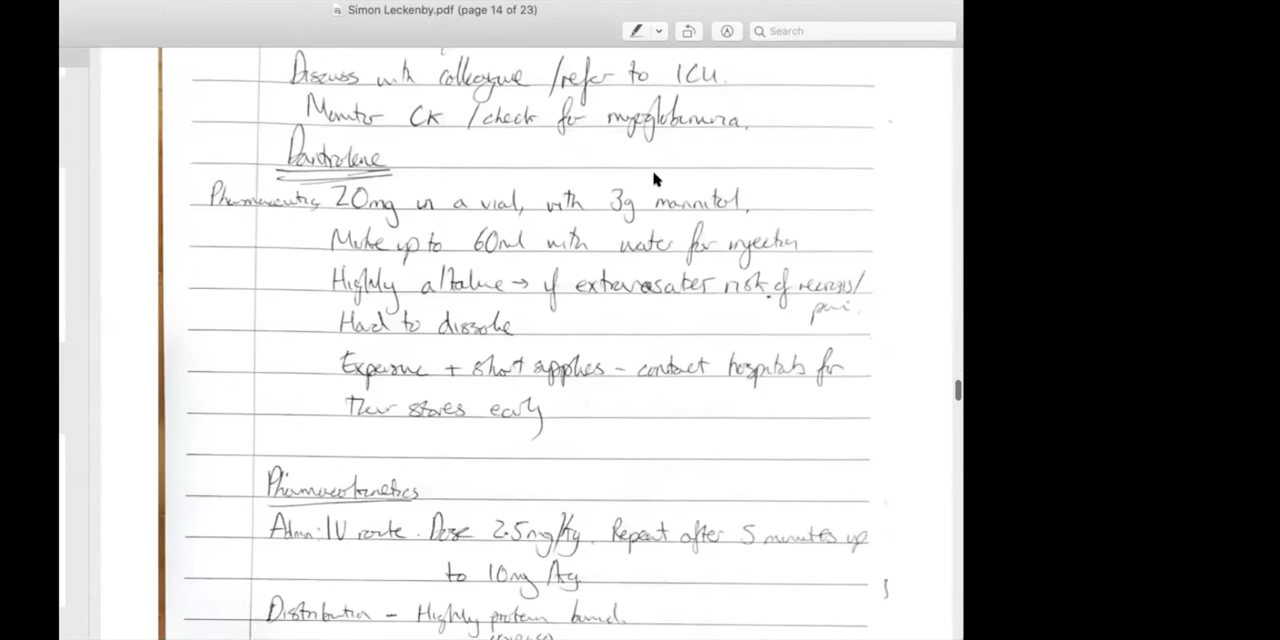 Simon Leckenby.pdf (page 14 of 23)
Search
Discuss with colleague / refer to ICU.
Monitor CK / check for myoglobinuria.
Dantrolene
Pharmaceutics 20mg in a vial, with 3g mannitol.
Make up to 60ml with water for injection
Highly alkaline → if extravasates risk of necrosis/
pain.
Hard to dissolve
Expensive + short supplies - contact hospitals for
their stores early
Pharmacokinetics
Admin: IV route. Dose 2.5mg/kg. Repeat after 5 minutes up
to 10mg/kg
Distribution - Highly protein bound.